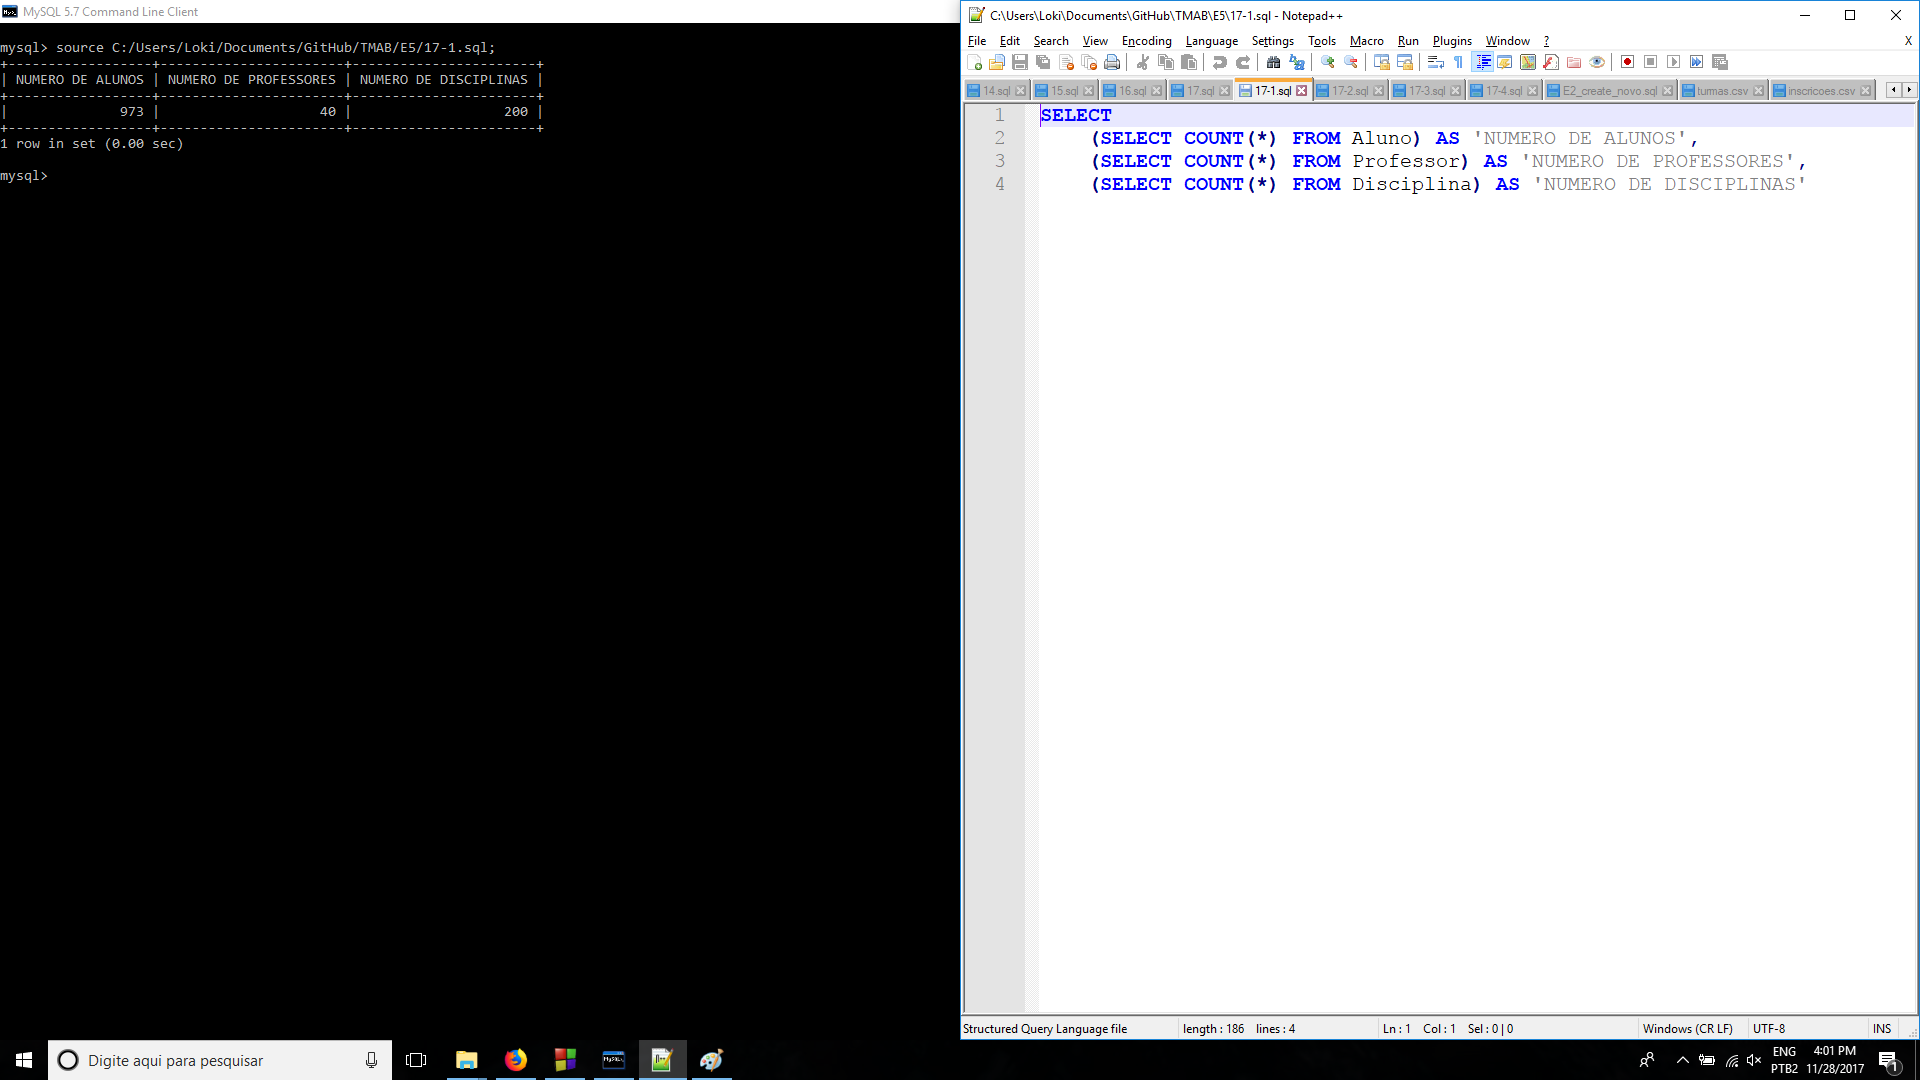 MySQL 5.7 Command Line Client
mysql> source C:/Users/Loki/Documents/GitHub/TMAB/E5/17-1.sql;
+------------------+-----------------------+-----------------------+
| NUMERO DE ALUNOS | NUMERO DE PROFESSORES | NUMERO DE DISCIPLINAS |
+------------------+-----------------------+-----------------------+
|              973 |                    40 |                   200 |
+------------------+-----------------------+-----------------------+
1 row in set (0.00 sec)
mysql>
C:\Users\Loki\Documents\GitHub\TMAB\E5\17-1.sql - Notepad++
File Edit Search View Encoding Language Settings Tools Macro Run Plugins Window ? X
14.sql 15.sql 16.sql 17.sql 17-1.sql 17-2.sql 17-3.sql 17-4.sql E2_create_novo.sql turmas.csv inscricoes.csv
1 SELECT
2 (SELECT COUNT(*) FROM Aluno) AS 'NUMERO DE ALUNOS',
3 (SELECT COUNT(*) FROM Professor) AS 'NUMERO DE PROFESSORES',
4 (SELECT COUNT(*) FROM Disciplina) AS 'NUMERO DE DISCIPLINAS'
Structured Query Language file length : 186 lines : 4 Ln : 1 Col : 1 Sel : 0 | 0 Windows (CR LF) UTF-8 INS
Digite aqui para pesquisar
ENG
PTB2
4:01 PM
11/28/2017
1